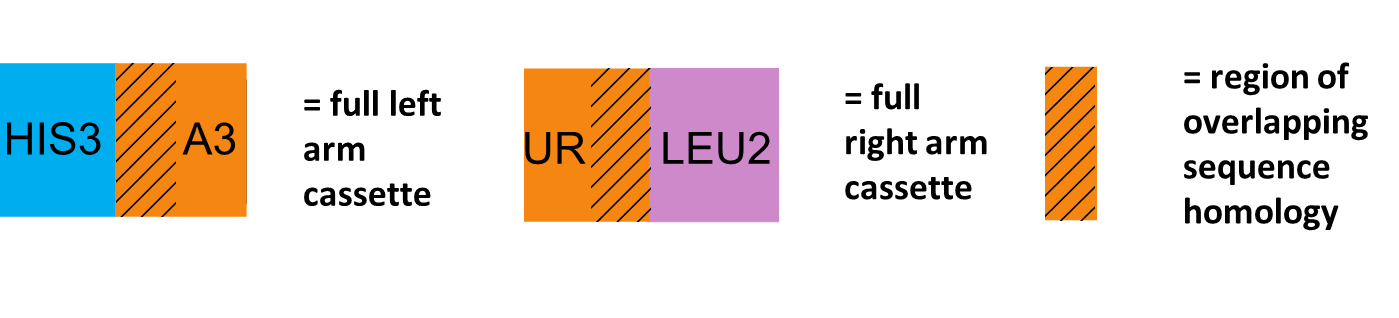 HIS3 A3
= full left
arm
cassette
UR LEU2
= full
right arm
cassette
= region of
overlapping
sequence
homology